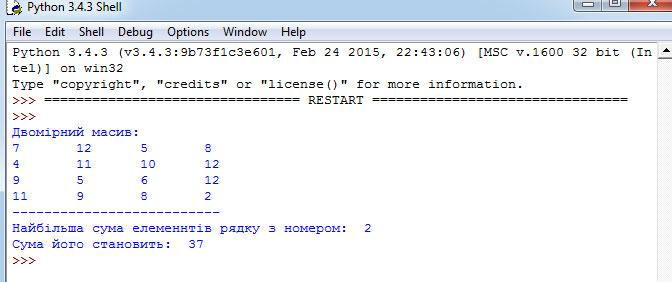 Python 3.4.3 Shell
File Edit Shell Debug Options Window Help
Python 3.4.3 (v3.4.3:9b73f1c3e601, Feb 24 2015, 22:43:06) [MSC v.1600 32 bit (In
tel)] on win32
Type "copyright", "credits" or "license()" for more information.
>>> ================================ RESTART ================================
>>>
Двомірний масив:
7 12 5 8
4 11 10 12
9 5 6 12
11 9 8 2
--------------------------
Найбільша сума елеменнтів рядку з номером: 2
Сума його становить: 37
>>>